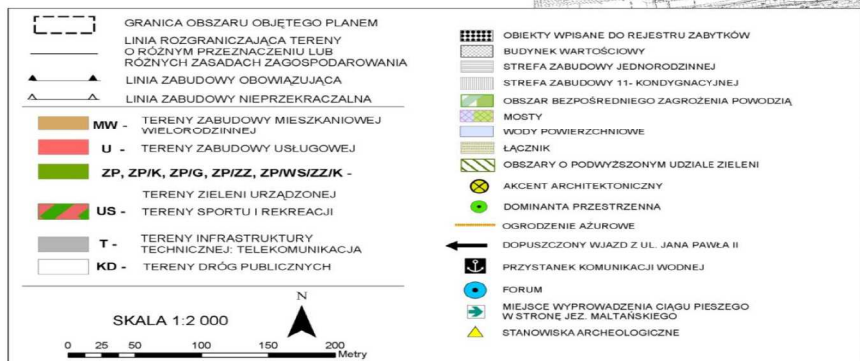 GRANICA OBSZARU OBJĘTEGO PLANEM
LINIA ROZGRANICZAJĄCA TERENY
O RÓŻNYM PRZEZNACZENIU LUB
RÓŻNYCH ZASADACH ZAGOSPODAROWANIA
LINIA ZABUDOWY OBOWIĄZUJĄCA
LINIA ZABUDOWY NIEPRZEKRACZALNA
MW - TERENY ZABUDOWY MIESZKANIOWEJ
WIELORODZINNEJ
U - TERENY ZABUDOWY USŁUGOWEJ
ZP, ZP/K, ZP/G, ZP/ZZ, ZP/WS/ZZ/K -
TERENY ZIELENI URZĄDZONEJ
US - TERENY SPORTU I REKREACJI
T - TERENY INFRASTRUKTURY
TECHNICZNEJ: TELEKOMUNIKACJA
KD - TERENY DRÓG PUBLICZNYCH
SKALA 1:2 000
N
0 50 100 150 200
Metry
OBIEKTY WPISANE DO REJESTRU ZABYTKÓW
BUDYNEK WARTOŚCIOWY
STREFA ZABUDOWY JEDNORODZINNEJ
STREFA ZABUDOWY 11- KONDYGNACYJNEJ
OBSZAR BEZPOŚREDNIEGO ZAGROŻENIA POWODZIĄ
MOSTY
WODY POWIERZCHNIOWE
ŁĄCZNIK
OBSZARY O PODWYŻSZONYM UDZIALE ZIELENI
AKCENT ARCHITEKTONICZNY
DOMINANTA PRZESTRZENNA
OGRODZENIE AŻUROWE
DOPUSZCZONY WJAZD Z UL. JANA PAWŁA II
PRZYSTANEK KOMUNIKACJI WODNEJ
FORUM
MIEJSCE WYPROWADZENIA CIĄGU PIESZEGO
W STRONĘ JEZ. MALTAŃSKIEGO
STANOWISKA ARCHEOLOGICZNE